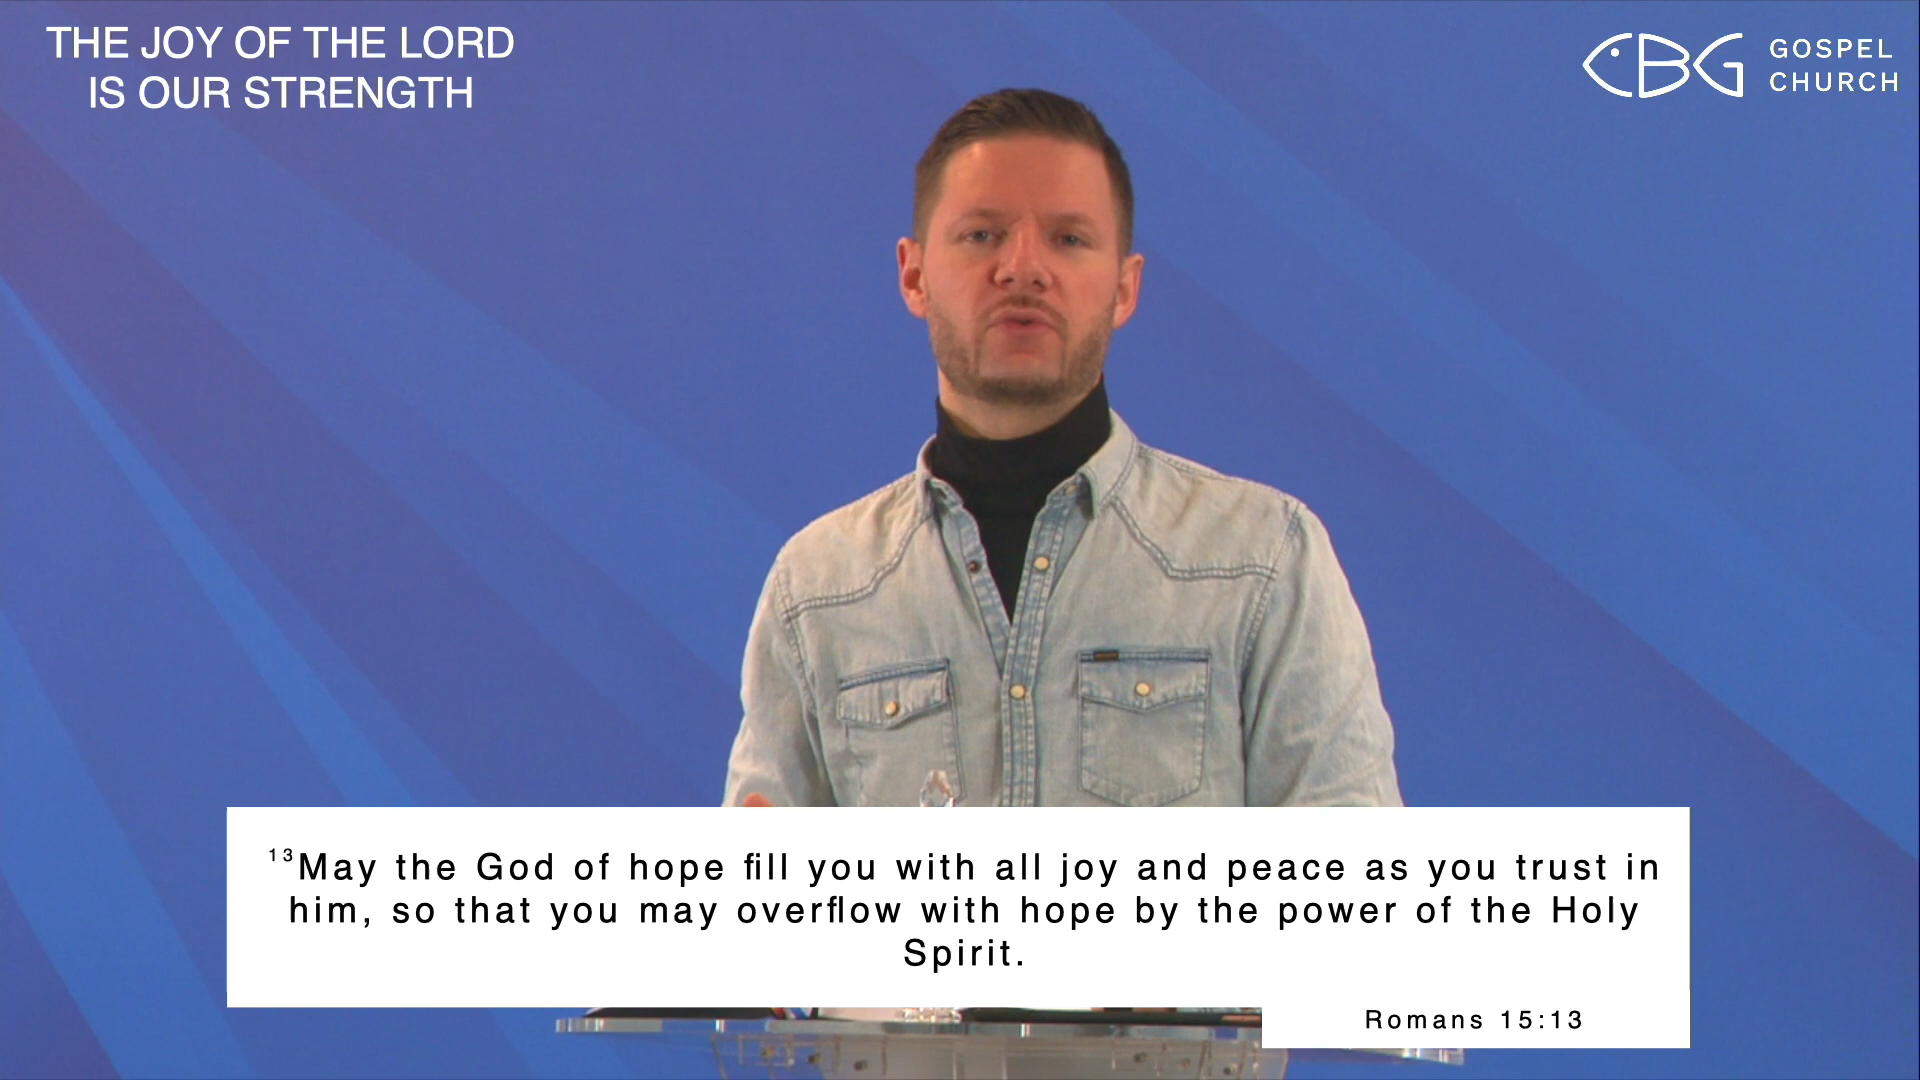 THE JOY OF THE LORD
IS OUR STRENGTH
CBG GOSPEL
CHURCH
13May the God of hope fill you with all joy and peace as you trust in
him, so that you may overflow with hope by the power of the Holy
Spirit.
Romans 15:13